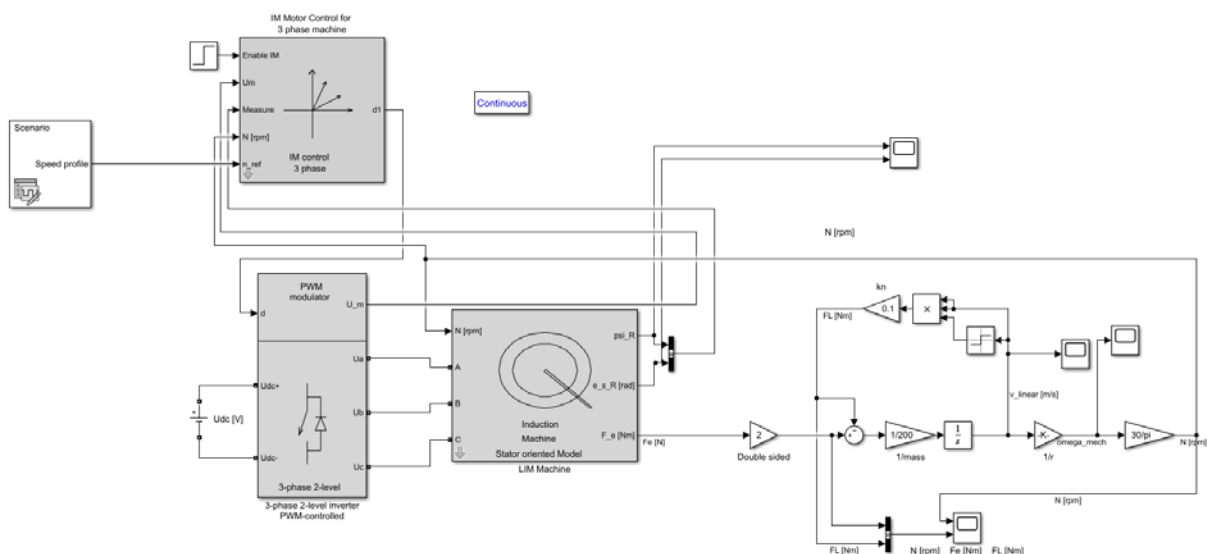 IM Motor Control for
3 phase machine
Enable IM
Um
Measure
N [rpm]
n_ref
d1
IM control
3 phase
Continuous
Scenario
Speed profile
N [rpm]
PWM
modulator
d
U_m
Udc+
Udc-
Udc [V]
Ua
Ub
Uc
3-phase 2-level
3-phase 2-level inverter
PWM-controlled
N [rpm]
A
B
C
psi_R
e_s_R [rad]
F_e [Nm]
Induction
Machine
Stator oriented Model
LIM Machine
Fe [N]
2
Double sided
kn
0.1
×
FL [Nm]
v_linear [m/s]
+-
1/200
1/mass
1
s
-K-
1/r
omega_mech
30/pi
N [rpm]
N [rpm]
FL [Nm]
N [rpm] Fe [Nm] FL [Nm]